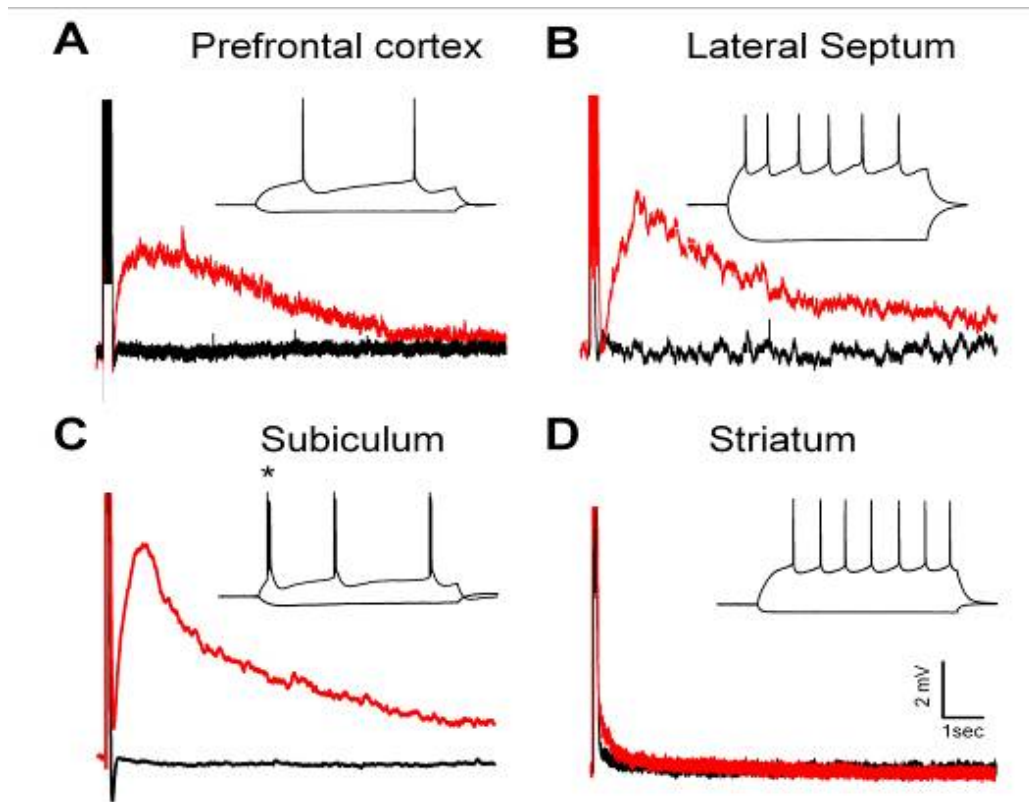 A Prefrontal cortex
B Lateral Septum
C Subiculum
*
D Striatum
2 mV
1sec